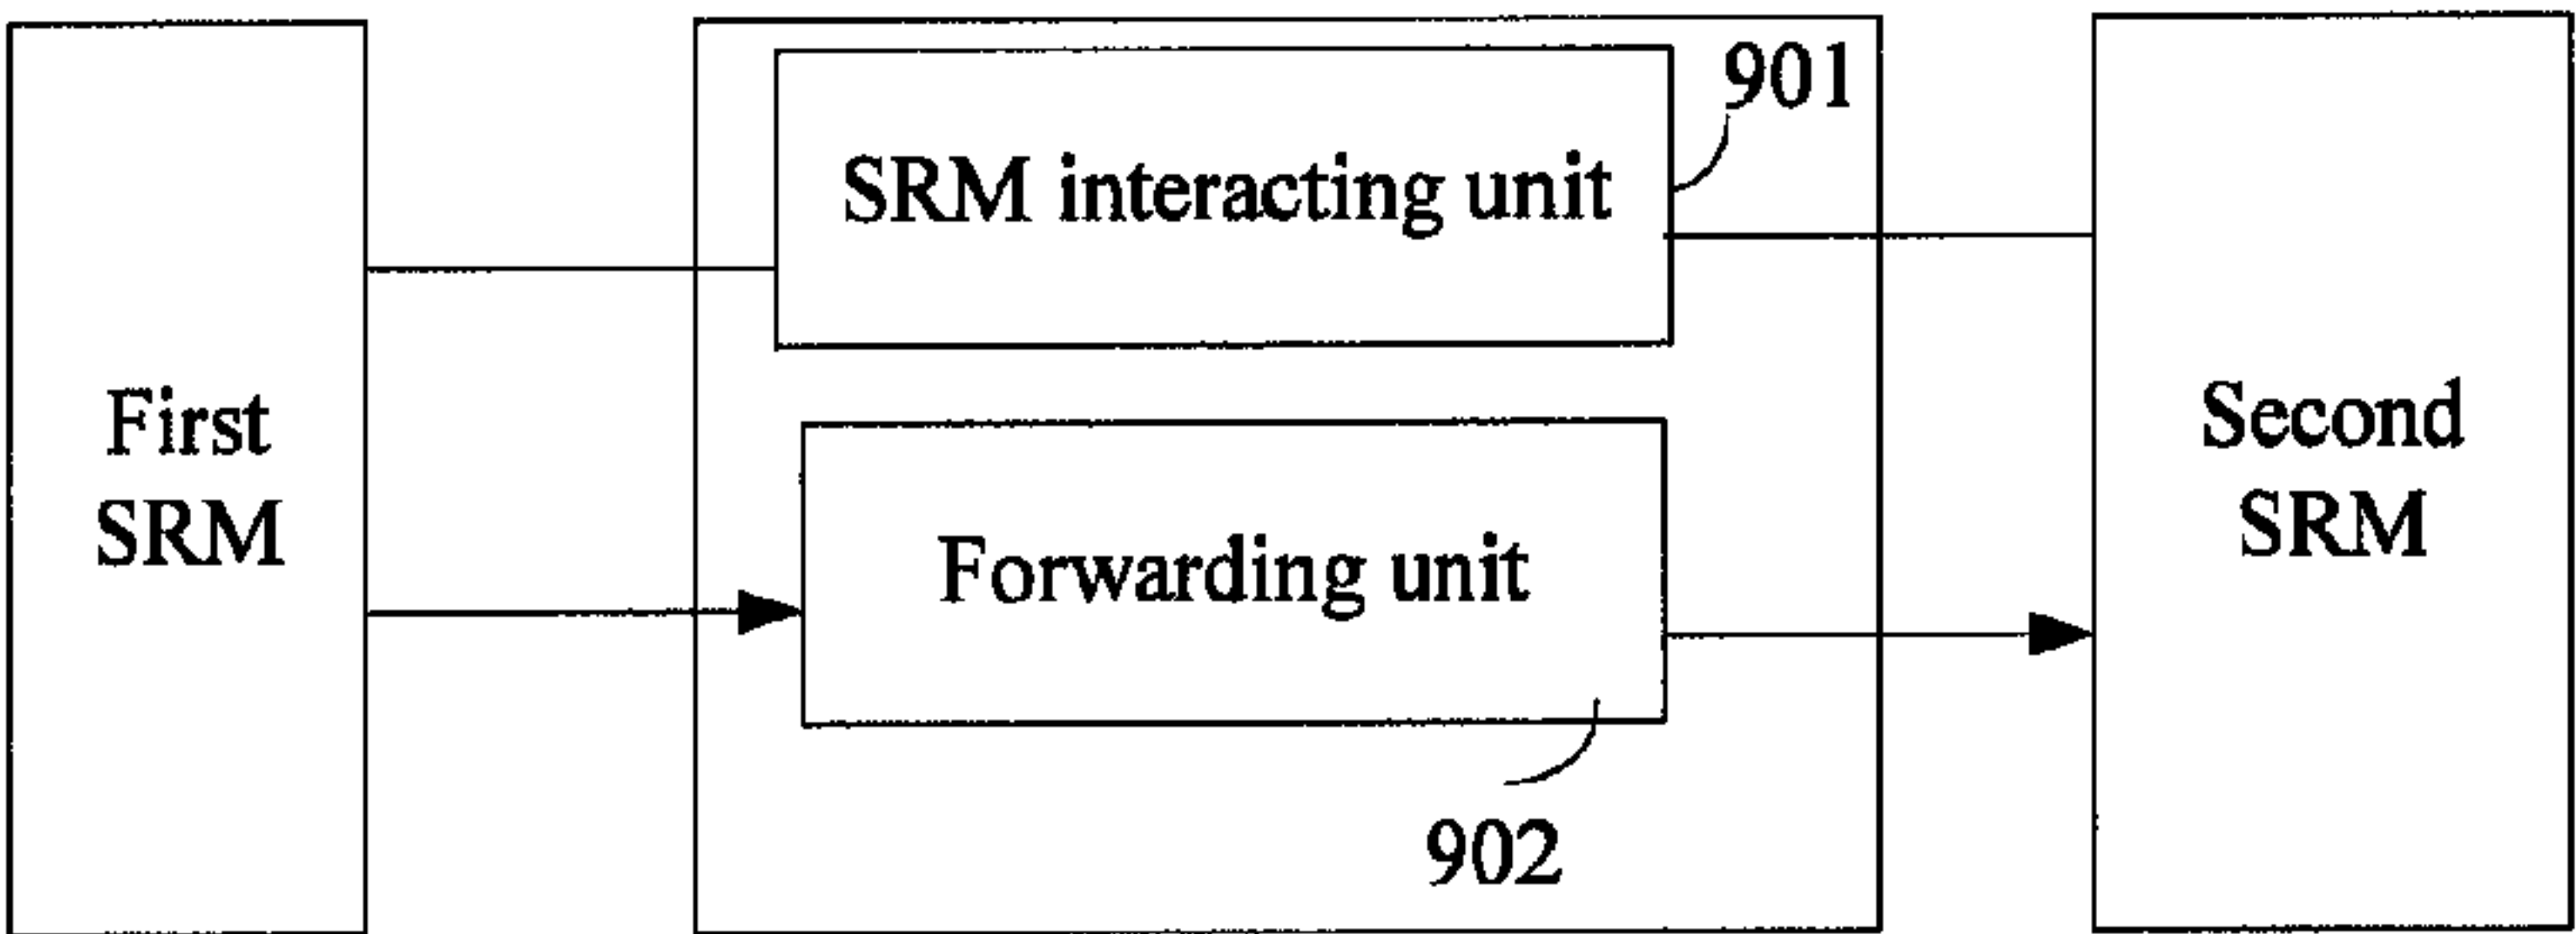 901
SRM interacting unit
First
SRM
Second
SRM
Forwarding unit
902